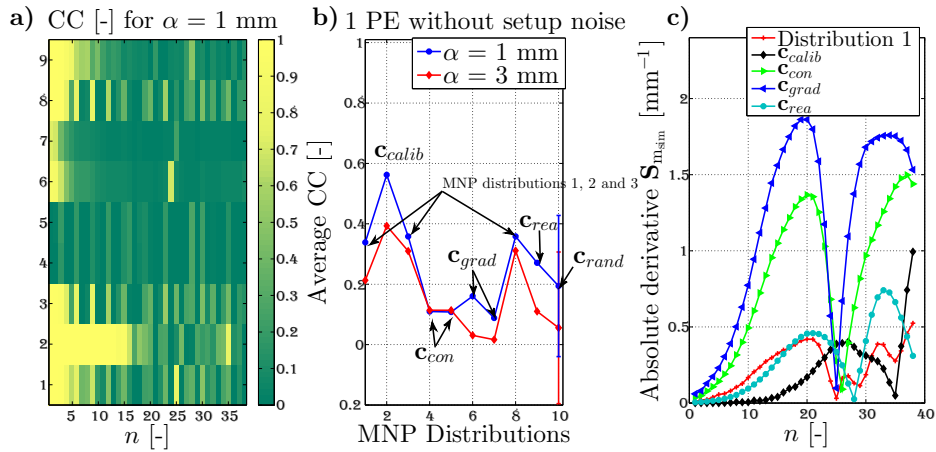 a) CC [-] for α = 1 mm
9
8
7
6
5
4
3
2
1
5 10 15 20 25 30 35
n [-]
1
0.9
0.8
0.7
0.6
0.5
0.4
0.3
0.2
0.1
0
b) 1 PE without setup noise
Average CC [-]
1
0.8
0.6
0.4
0.2
0
0.2
0 2 4 6 8 10
MNP Distributions
α = 1 mm
α = 3 mm
c_calib
MNP distributions 1, 2 and 3
c_rea
c_grad
c_rand
c_con
c)
Absolute derivative S_m_sim [mm⁻¹]
2
1.5
1
0.5
0
0 10 20 30 40
n [-]
Distribution 1
c_calib
c_con
c_grad
c_rea